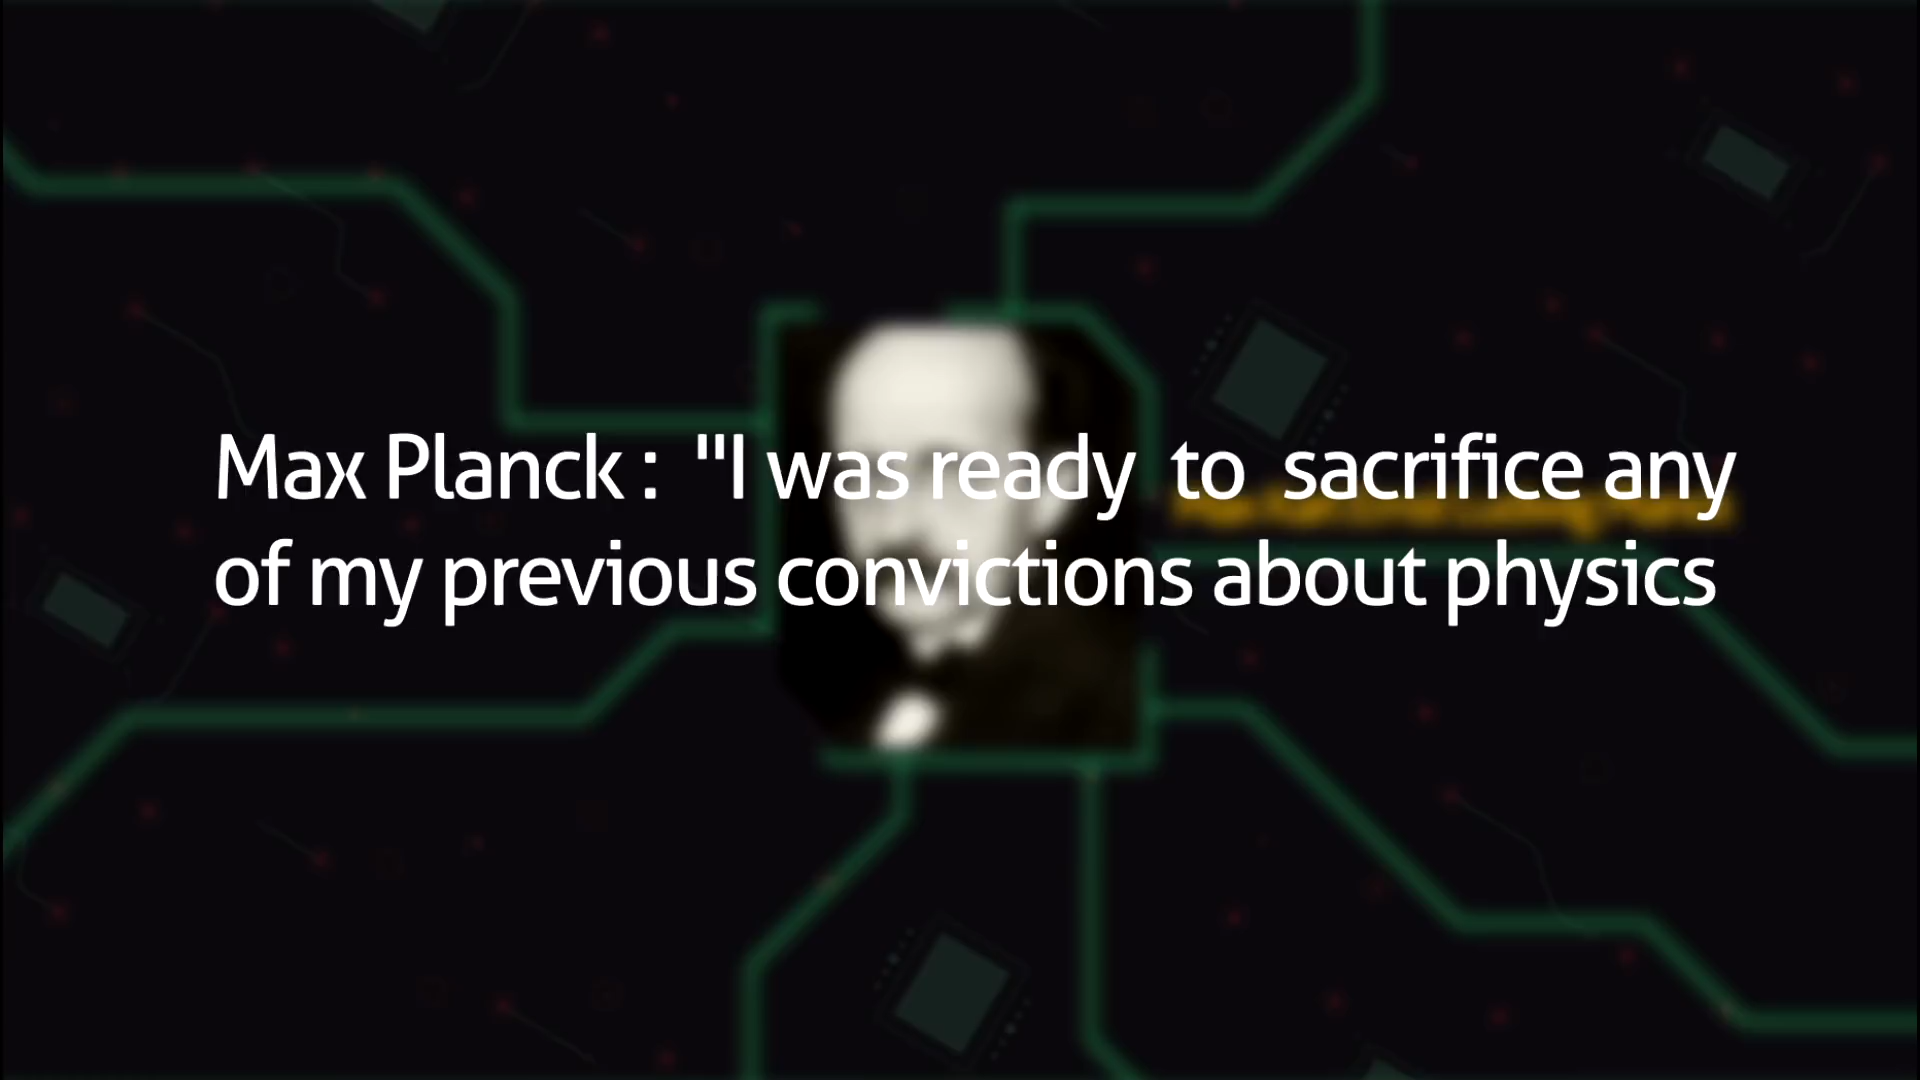 Max Planck : "I was ready to sacrifice any
of my previous convictions about physics